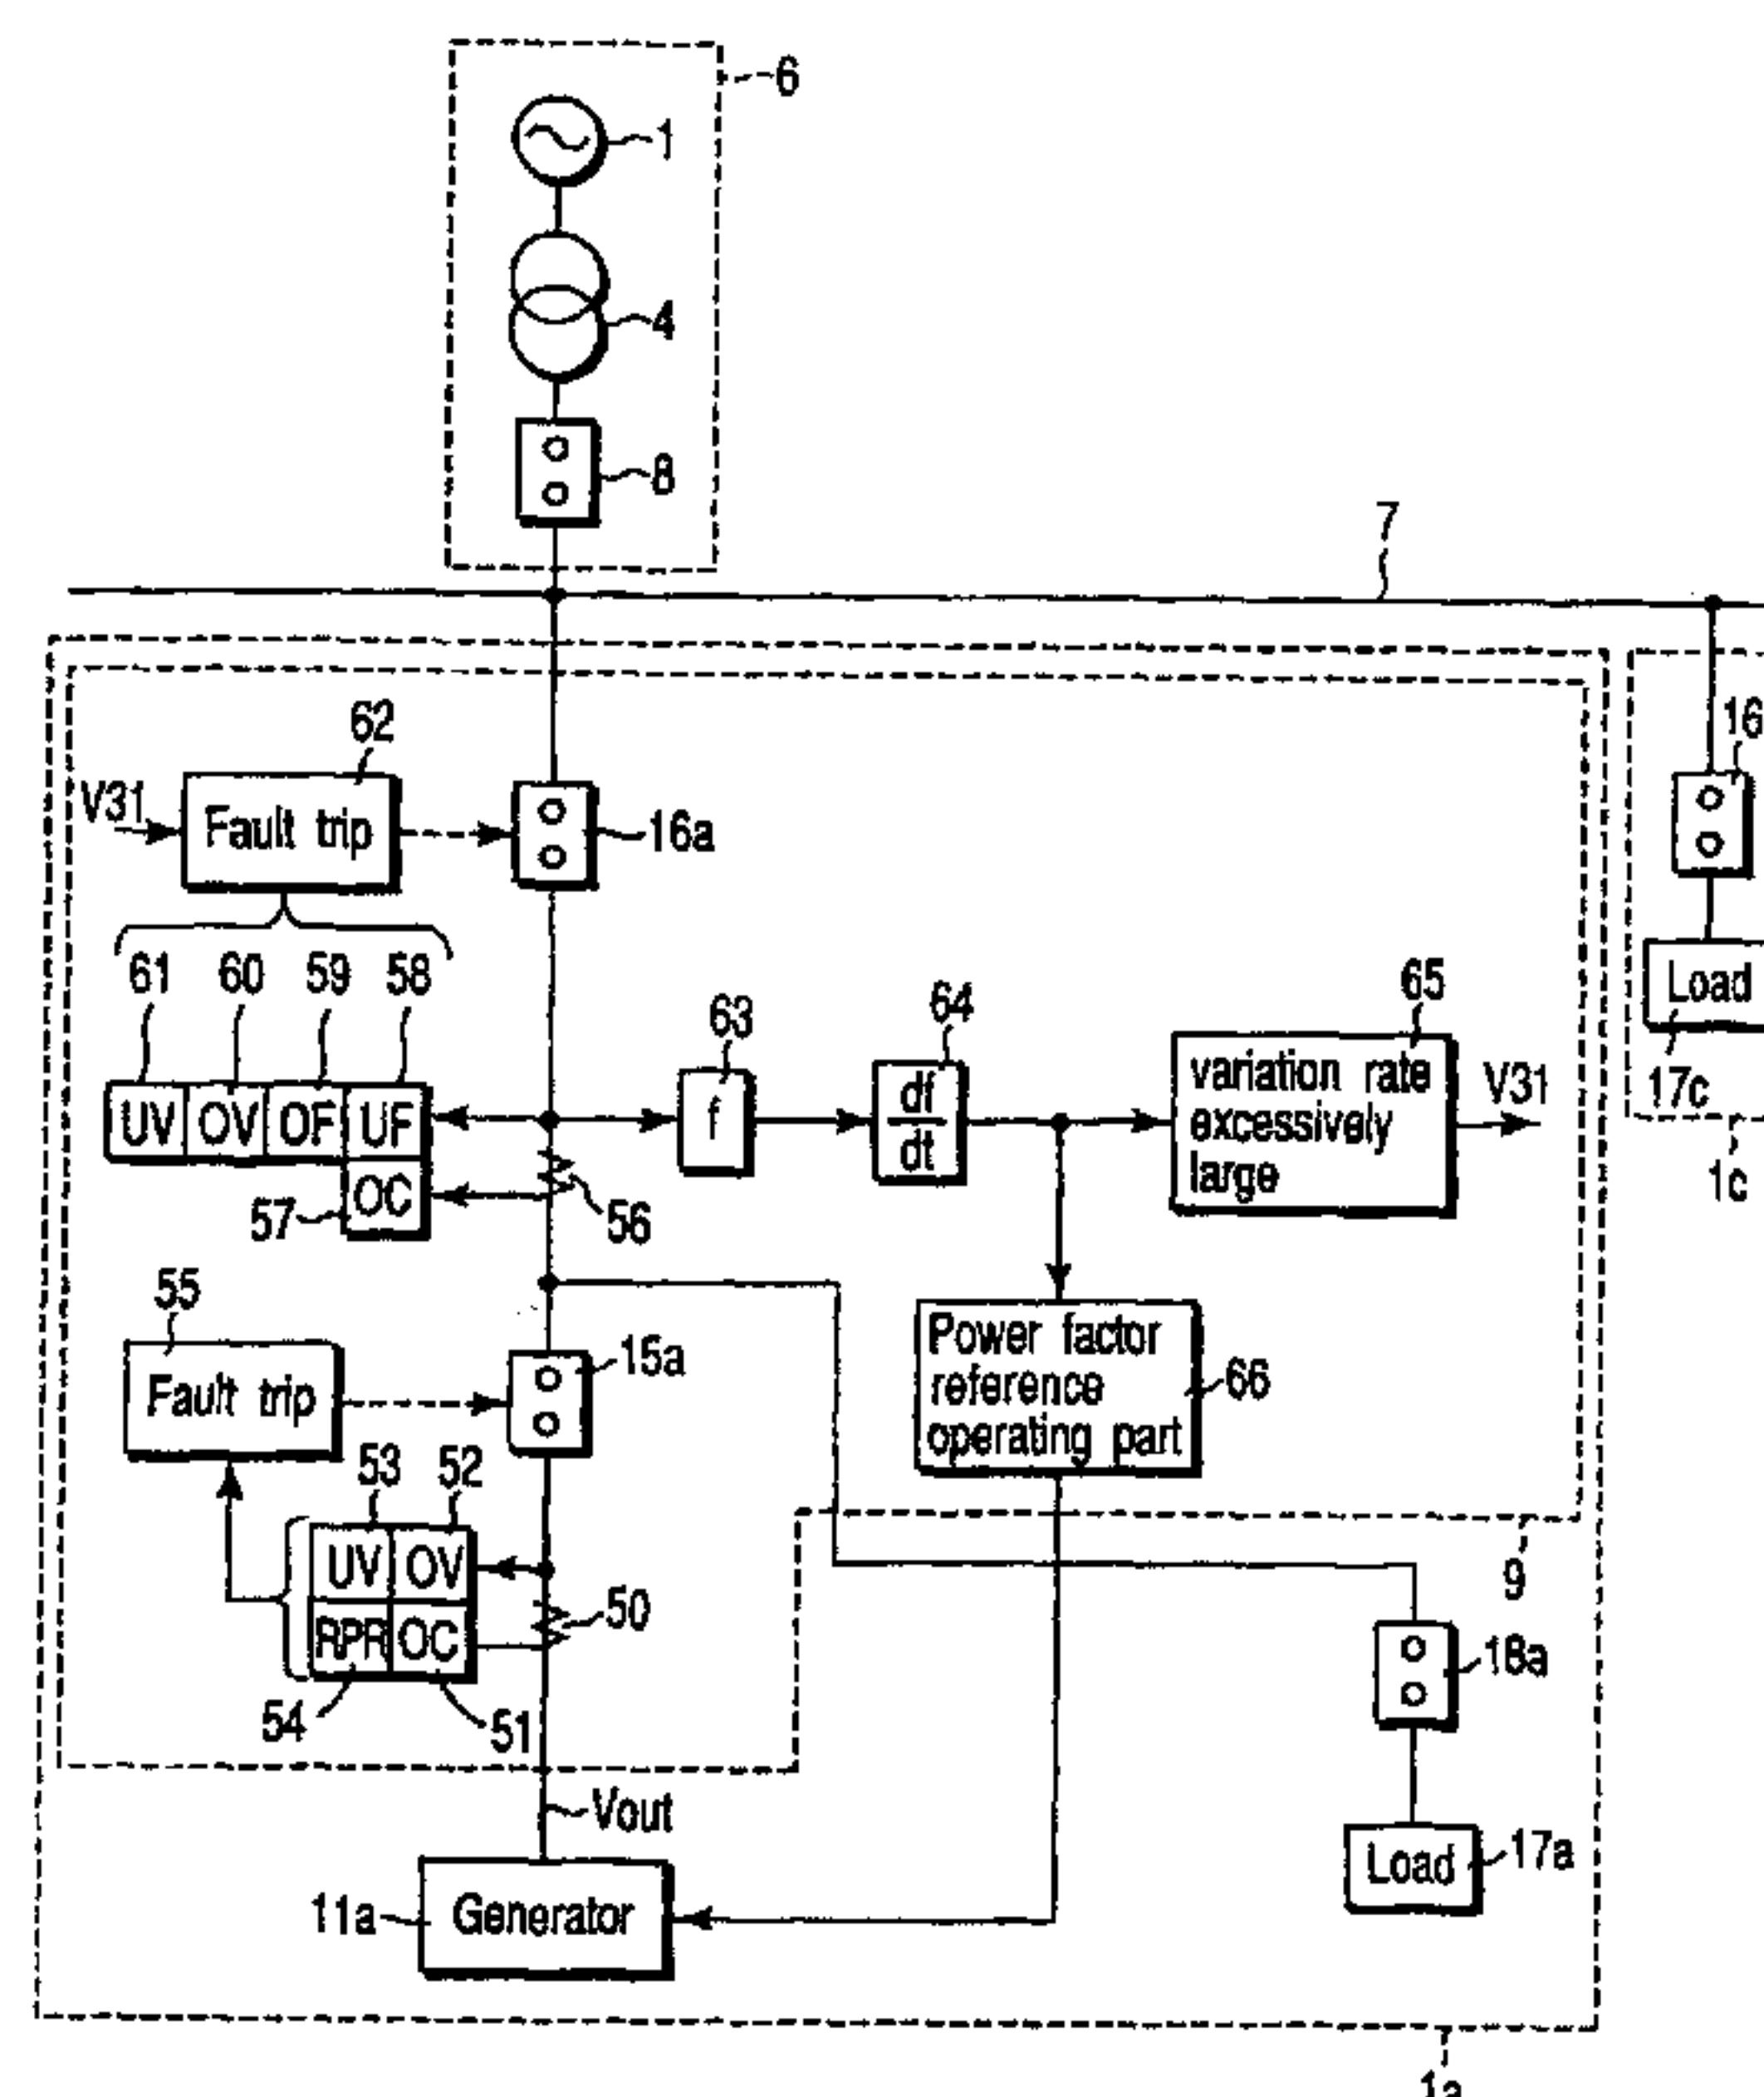 6
1
4
8
7
62
V31
Fault trip
16a
16
61 60 59 58
63
64
65
Load
17c
1c
UV OV OF UF
f
df
dt
variation rate
excessively
large
V31
OC
57
56
55
Fault trip
15a
Power factor
reference
operating part
66
53 52
UV OV
RPR OC
50
9
54
51
18a
Vout
Load
17a
11a
Generator
1a